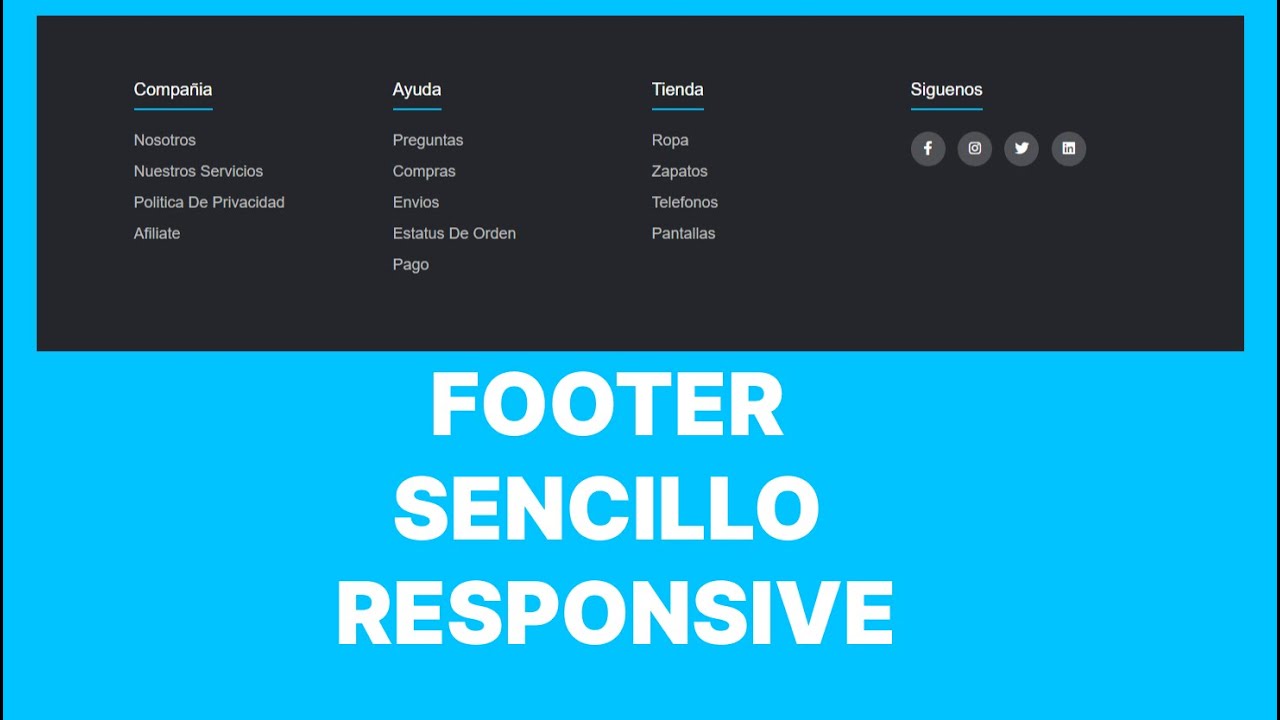 Compañia
Nosotros
Nuestros Servicios
Politica De Privacidad
Afiliate
Ayuda
Preguntas
Compras
Envios
Estatus De Orden
Pago
Tienda
Ropa
Zapatos
Telefonos
Pantallas
Siguenos
FOOTER
SENCILLO
RESPONSIVE